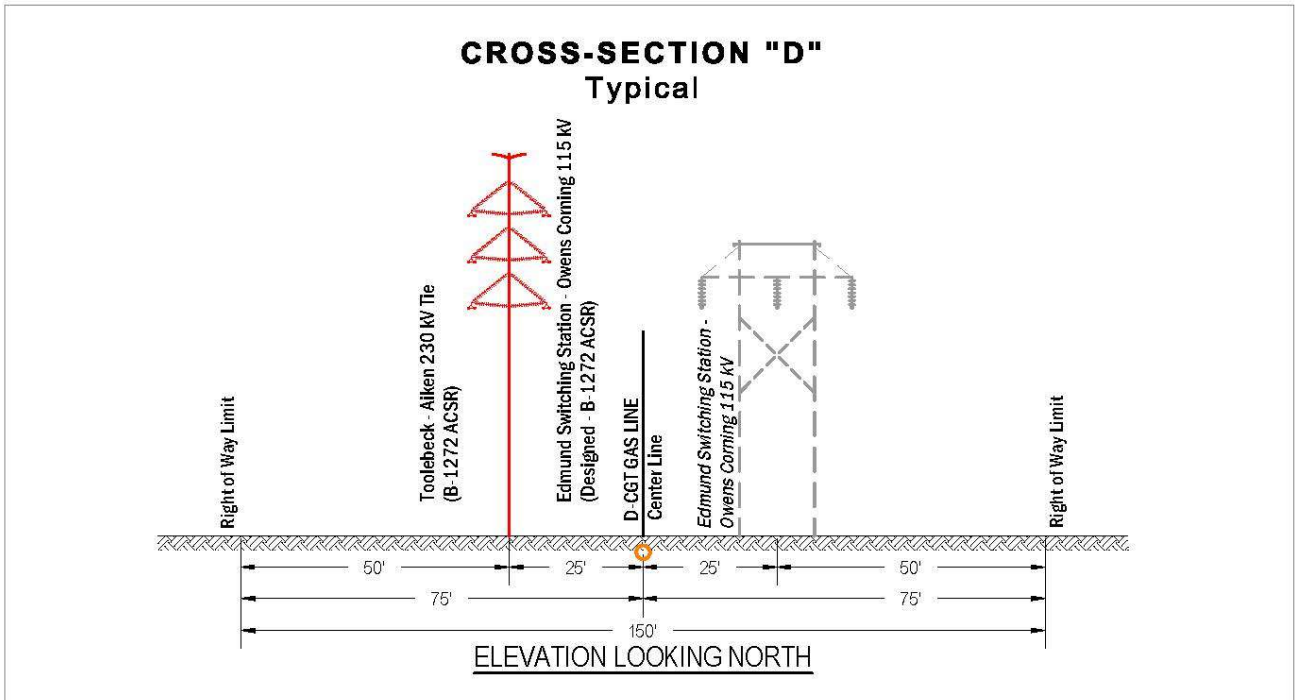 CROSS-SECTION "D"
Typical
Right of Way Limit
Toolebeck - Aiken 230 kV Tie
(B-1272 ACSR)
Edmund Switching Station - Owens Corning 115 kV
(Designed - B-1272 ACSR)
D-CGT GAS LINE
Center Line
Edmund Switching Station -
Owens Corning 115 kV
Right of Way Limit
50'
25'
25'
50'
75'
75'
150'
ELEVATION LOOKING NORTH